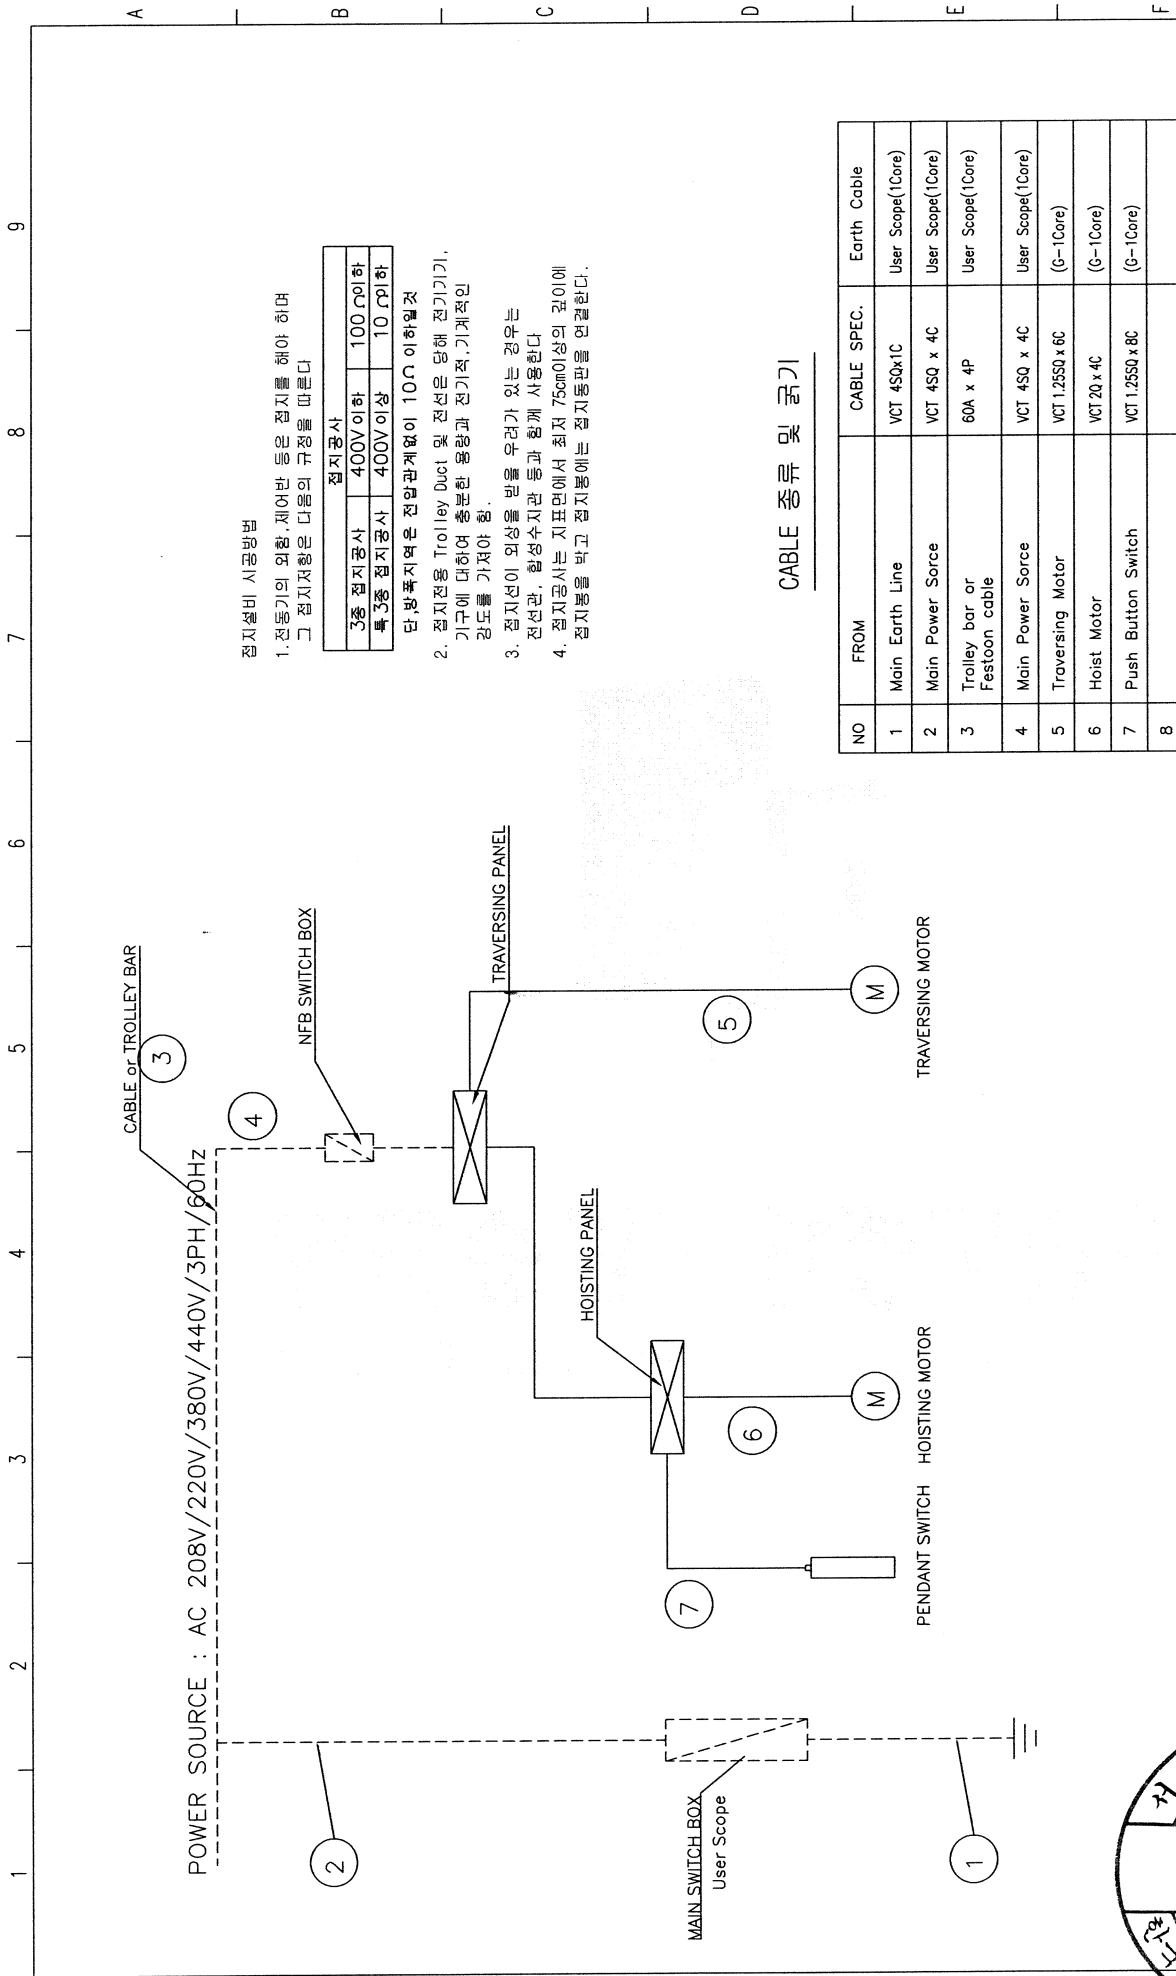 1 2 3 4 5 6 7 8 9
A
B
C
D
E
F
POWER SOURCE : AC 208V/220V/380V/440V/3PH/60Hz
CABLE or TROLLEY BAR
3
4
NFB SWITCH BOX
TRAVERSING PANEL
5
M
TRAVERSING MOTOR
HOISTING PANEL
6
M
HOISTING MOTOR
7
PENDANT SWITCH
2
MAIN SWITCH BOX
User Scope
1
접지설비 시공방법
1.전동기의 외함,제어반 등은 접지를 해야 하며
그 접지저항은 다음의 규정을 따른다
접지공사
3종 접지공사 400V이하 100Ω이하
특3종 접지공사 400V이상 10Ω이하
단,방폭지역은 전압관계없이 10Ω이하일것
2. 접지전용 Trolley Duct 및 전선은 당해 전기기기,
기구에 대하여 충분한 용량과 전기적,기계적인
강도를 가져야 함.
3. 접지선이 외상을 받을 우려가 있는 경우는
전선관, 합성수지관 등과 함께 사용한다
4. 접지공사는 지표면에서 최저 75cm이상의 깊이에
접지봉을 박고 접지봉에는 접지동판을 연결한다.
CABLE 종류 및 굵기
NO FROM CABLE SPEC. Earth Cable
1 Main Earth Line VCT 4SQx1C User Scope(1Core)
2 Main Power Sorce VCT 4SQ x 4C User Scope(1Core)
3 Trolley bar or Festoon cable 60A x 4P User Scope(1Core)
4 Main Power Sorce VCT 4SQ x 4C User Scope(1Core)
5 Traversing Motor VCT 1.25SQ x 6C (G-1Core)
6 Hoist Motor VCT 2Q x 4C (G-1Core)
7 Push Button Switch VCT 1.25SQ x 8C (G-1Core)
8